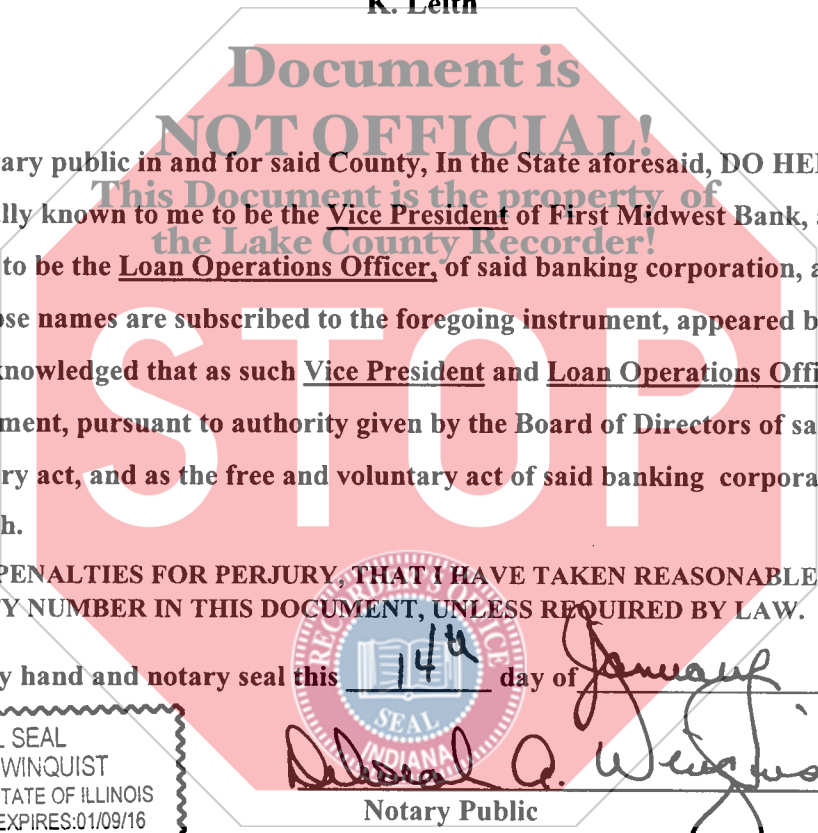 K. Leith
Document is
NOT OFFICIAL!
ary public in and for said County, In the State aforesaid, DO HE
This Document is the property of
lly known to me to be the Vice President of First Midwest Bank,
the Lake County Recorder!
to be the Loan Operations Officer, of said banking corporation, a
ose names are subscribed to the foregoing instrument, appeared b
knowledged that as such Vice President and Loan Operations Offi
STOP
ment, pursuant to authority given by the Board of Directors of sa
ry act, and as the free and voluntary act of said banking corpora
h.
PENALTIES FOR PERJURY, THAT I HAVE TAKEN REASONABLE
Y NUMBER IN THIS DOCUMENT, UNLESS REQUIRED BY LAW.
RECORDER'S OFFICE
y hand and notary seal this 14th day of January
SEAL
INDIANA
L SEAL
WINQUIST
TATE OF ILLINOIS
EXPIRES:01/09/16
Deborah A. Winquis
Notary Public